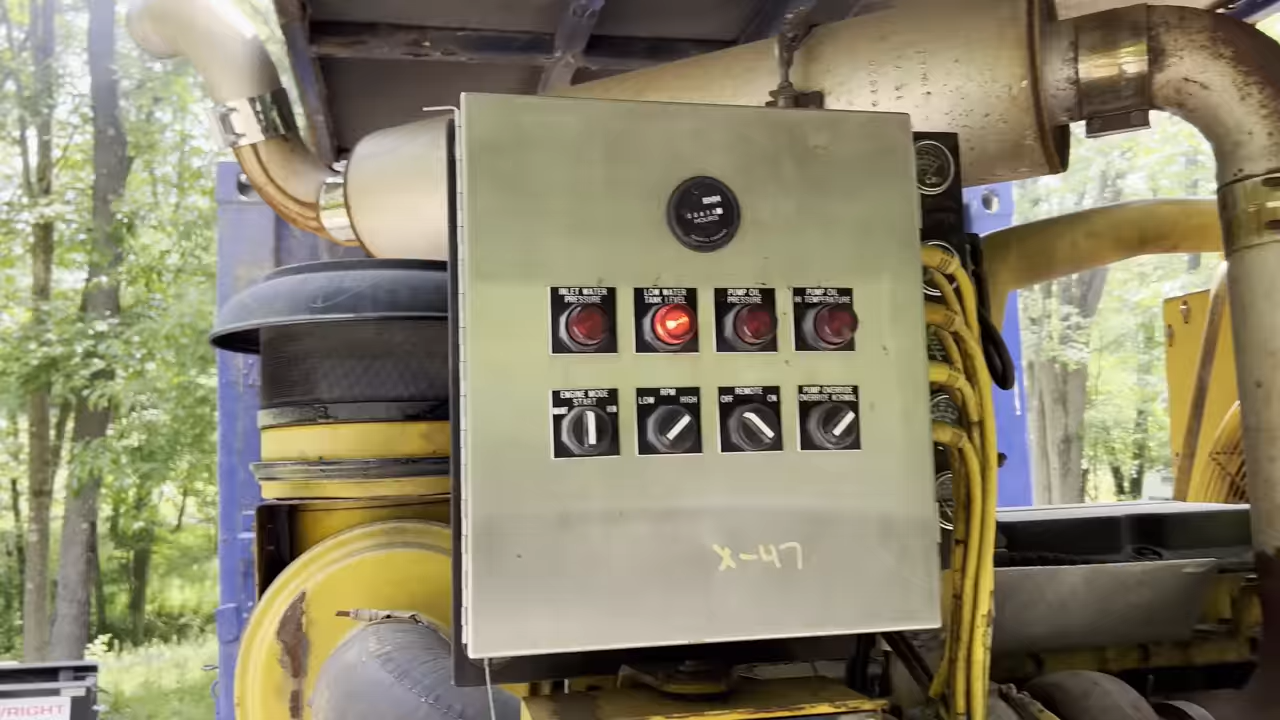 HOURS
INLET WATER
PRESSURE
LOW WATER
TANK LEVEL
PUMP OIL
PRESSURE
PUMP OIL
HI TEMPERATURE
ENGINE MODE
START
RUN
RPM
LOW HIGH
REMOTE
OFF ON
PUMP OVERRIDE
OVERRIDE NORMAL
X-47